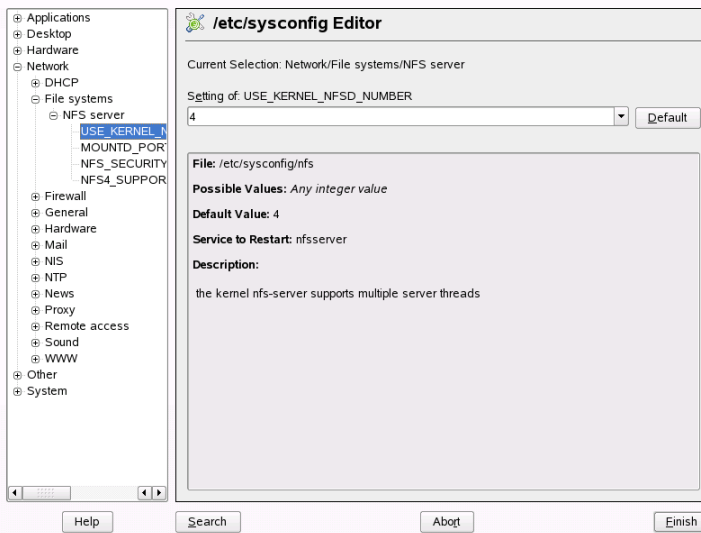 Applications
Desktop
Hardware
Network
DHCP
File systems
NFS server
USE_KERNEL_N
MOUNTD_POR
NFS_SECURITY
NFS4_SUPPOR
Firewall
General
Hardware
Mail
NIS
NTP
News
Proxy
Remote access
Sound
WWW
Other
System
/etc/sysconfig Editor
Current Selection: Network/File systems/NFS server
Setting of: USE_KERNEL_NFSD_NUMBER
4
Default
File: /etc/sysconfig/nfs
Possible Values: Any integer value
Default Value: 4
Service to Restart: nfsserver
Description:
the kernel nfs-server supports multiple server threads
Help
Search
Abort
Finish